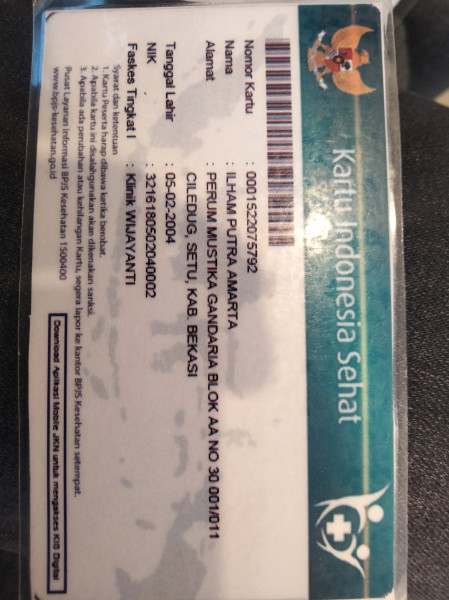 Kartu Indonesia Sehat
Nomor Kartu : 0001522075792
Nama : ILHAM PUTRA AMARTA
Alamat : PERUM MUSTIKA GANDARIA BLOK AA NO 30 001/011
CILEDUG, SETU, KAB. BEKASI
Tanggal Lahir : 05-02-2004
NIK : 3216180502040002
Faskes Tingkat I : Klinik WIJAYANTI
Syarat dan ketentuan
1. Kartu Peserta harap dibawa ketika berobat.
2. Apabila kartu ini disalahgunakan akan dikenakan sanksi.
3. Apabila ada perubahan atau kehilangan Kartu, segera lapor ke kantor BPJS Kesehatan setempat.
Pusat Layanan Informasi BPJS Kesehatan 1500400
www.bpjs-kesehatan.go.id
Download Aplikasi Mobile JKN untuk mengakses KIS Digital